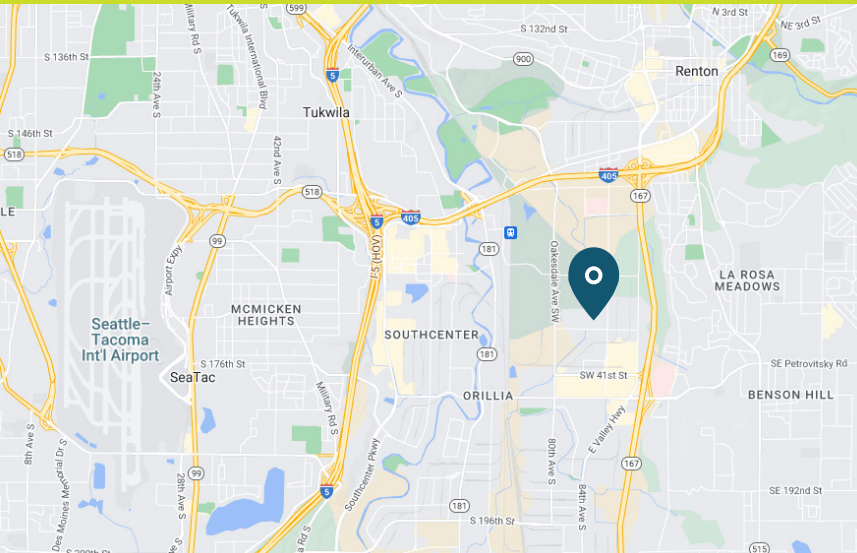 599
N 3rd St
NE 3rd St
Military Rd S
Tukwila International Blvd
S 132nd St
Interurban Ave S
S 136th St
5
900
169
Renton
24th Ave S
Tukwila
S 146th St
42nd Ave S
518
405
518
167
LE
5
405
99
181
I-5 (HOV)
Airport Expy
Oakesdale Ave SW
LA ROSA
MEADOWS
MCMICKEN
HEIGHTS
Seattle–
Tacoma
Int'l Airport
SOUTHCENTER
181
S 176th St
SE Petrovitsky Rd
SeaTac
SW 41st St
Military Rd S
ORILLIA
BENSON HILL
E Valley Hwy
8th Ave S
Des Moines Memorial Dr S
80th Ave S
Southcenter Pkwy
167
99
28th Ave S
5
84th Ave S
SE 192nd St
181
S 196th St
515